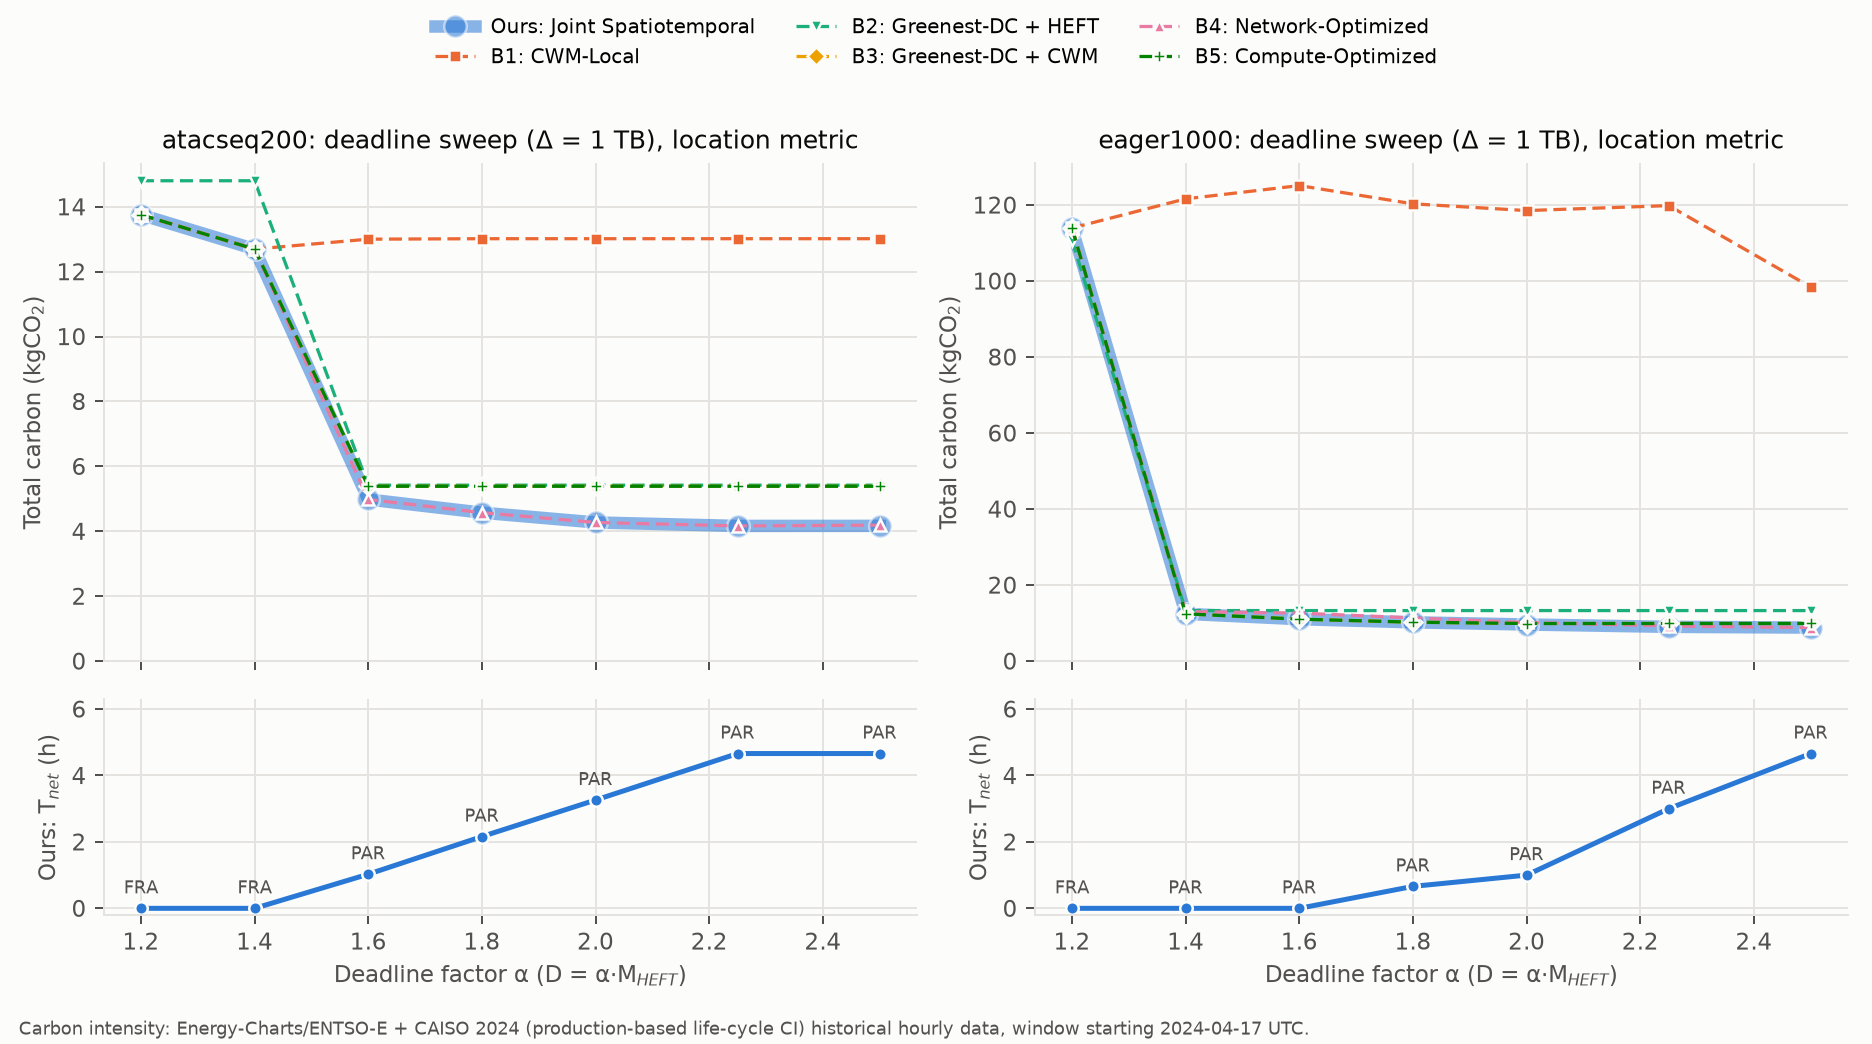 Ours: Joint Spatiotemporal
B1: CWM-Local
B2: Greenest-DC + HEFT
B3: Greenest-DC + CWM
B4: Network-Optimized
B5: Compute-Optimized
atacseq200: deadline sweep (Δ = 1 TB), location metric
Total carbon (kgCO₂)
14
12
10
8
6
4
2
0
eager1000: deadline sweep (Δ = 1 TB), location metric
Total carbon (kgCO₂)
120
100
80
60
40
20
0
Ours: Tnet (h)
6
4
2
0
FRA FRA PAR PAR PAR PAR PAR
1.2 1.4 1.6 1.8 2.0 2.2 2.4
Deadline factor α (D = α·MHEFT)
Ours: Tnet (h)
6
4
2
0
FRA PAR PAR PAR PAR PAR PAR
1.2 1.4 1.6 1.8 2.0 2.2 2.4
Deadline factor α (D = α·MHEFT)
Carbon intensity: Energy-Charts/ENTSO-E + CAISO 2024 (production-based life-cycle CI) historical hourly data, window starting 2024-04-17 UTC.